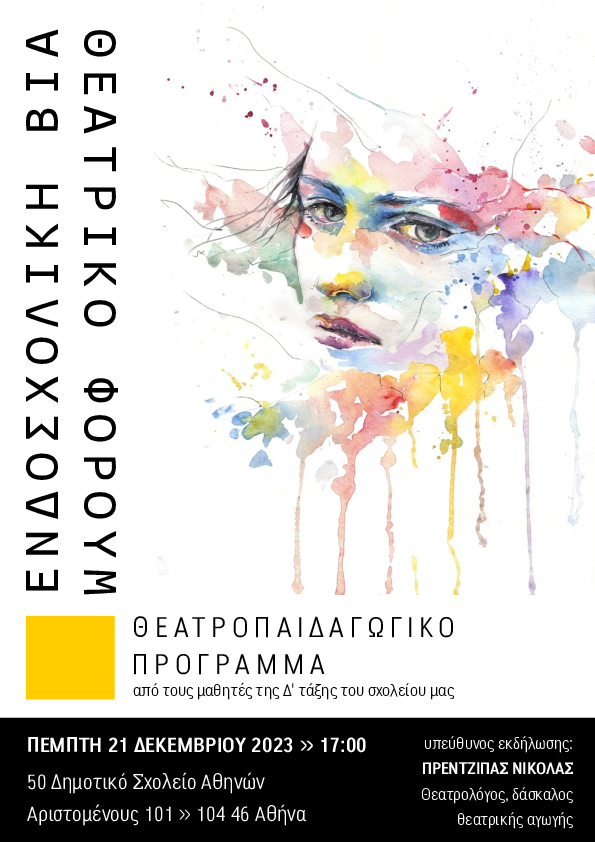 ΕΝΔΟΣΧΟΛΙΚΗ ΒΙΑ
ΘΕΑΤΡΙΚΟ ΦΟΡΟΥΜ
ΘΕΑΤΡΟΠΑΙΔΑΓΩΓΙΚΟ
ΠΡΟΓΡΑΜΜΑ
από τους μαθητές της Δ' τάξης του σχολείου μας
ΠΕΜΠΤΗ 21 ΔΕΚΕΜΒΡΙΟΥ 2023 » 17:00
50 Δημοτικό Σχολείο Αθηνών
Αριστομένους 101 » 104 46 Αθήνα
υπεύθυνος εκδήλωσης:
ΠΡΕΝΤΖΙΠΑΣ ΝΙΚΟΛΑΣ
Θεατρολόγος, δάσκαλος
θεατρικής αγωγής